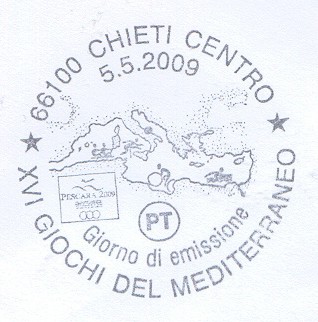 66100 CHIETI CENTRO
5.5.2009
PESCARA 2009
PT
Giorno di emissione
XVI GIOCHI DEL MEDITERRANEO